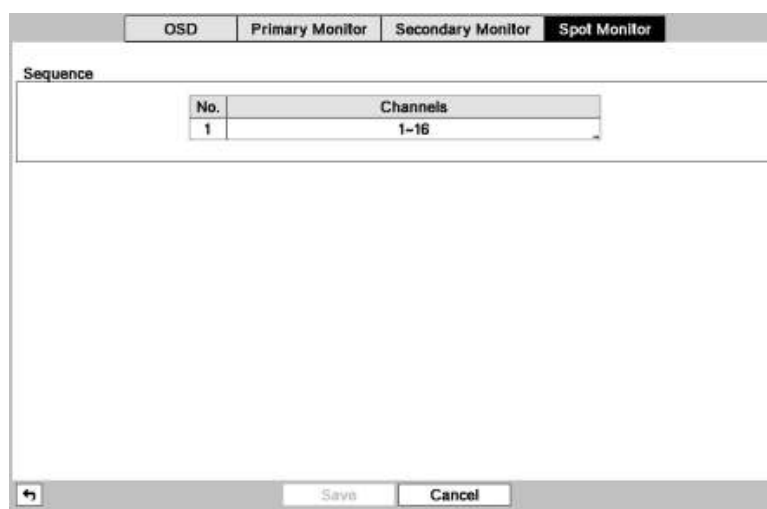 OSD Primary Monitor Secondary Monitor Spot Monitor
Sequence
No. Channels
1 1~16
Save Cancel